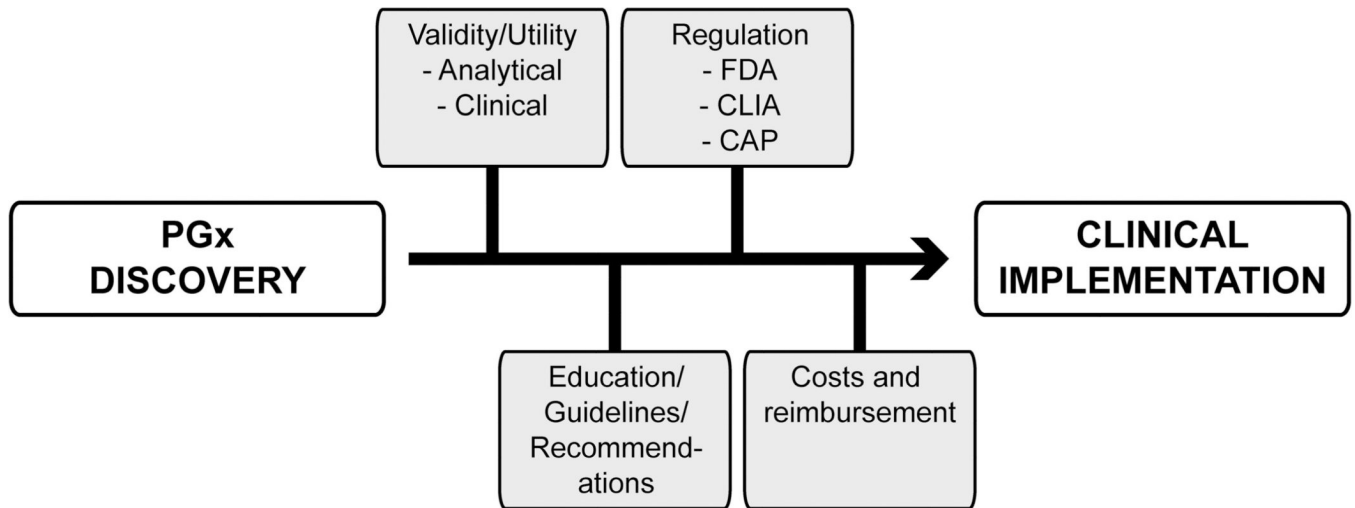 Validity/Utility
- Analytical
- Clinical
Regulation
- FDA
- CLIA
- CAP
PGx
DISCOVERY
CLINICAL
IMPLEMENTATION
Education/
Guidelines/
Recommend-
ations
Costs and
reimbursement